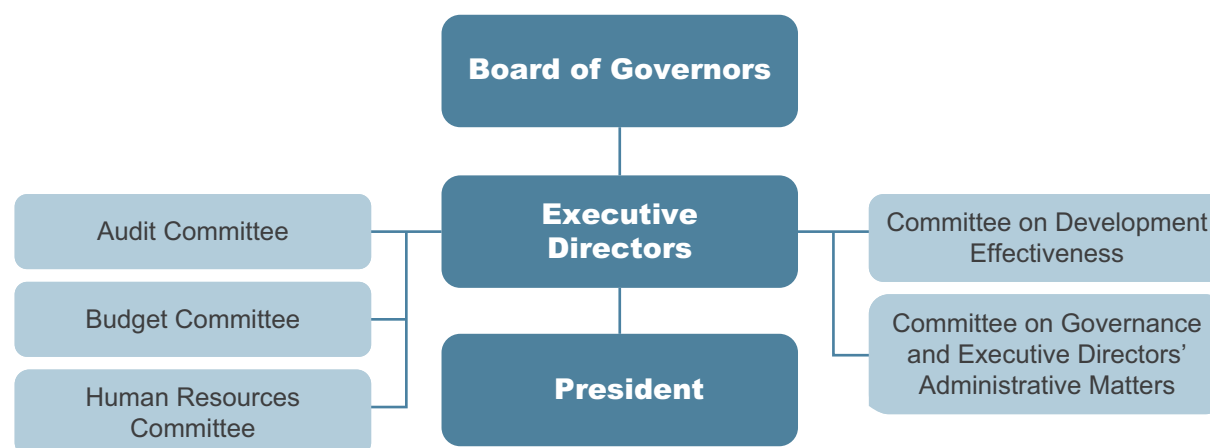 Board of Governors
Executive
Directors
President
Audit Committee
Budget Committee
Human Resources
Committee
Committee on Development
Effectiveness
Committee on Governance
and Executive Directors’
Administrative Matters